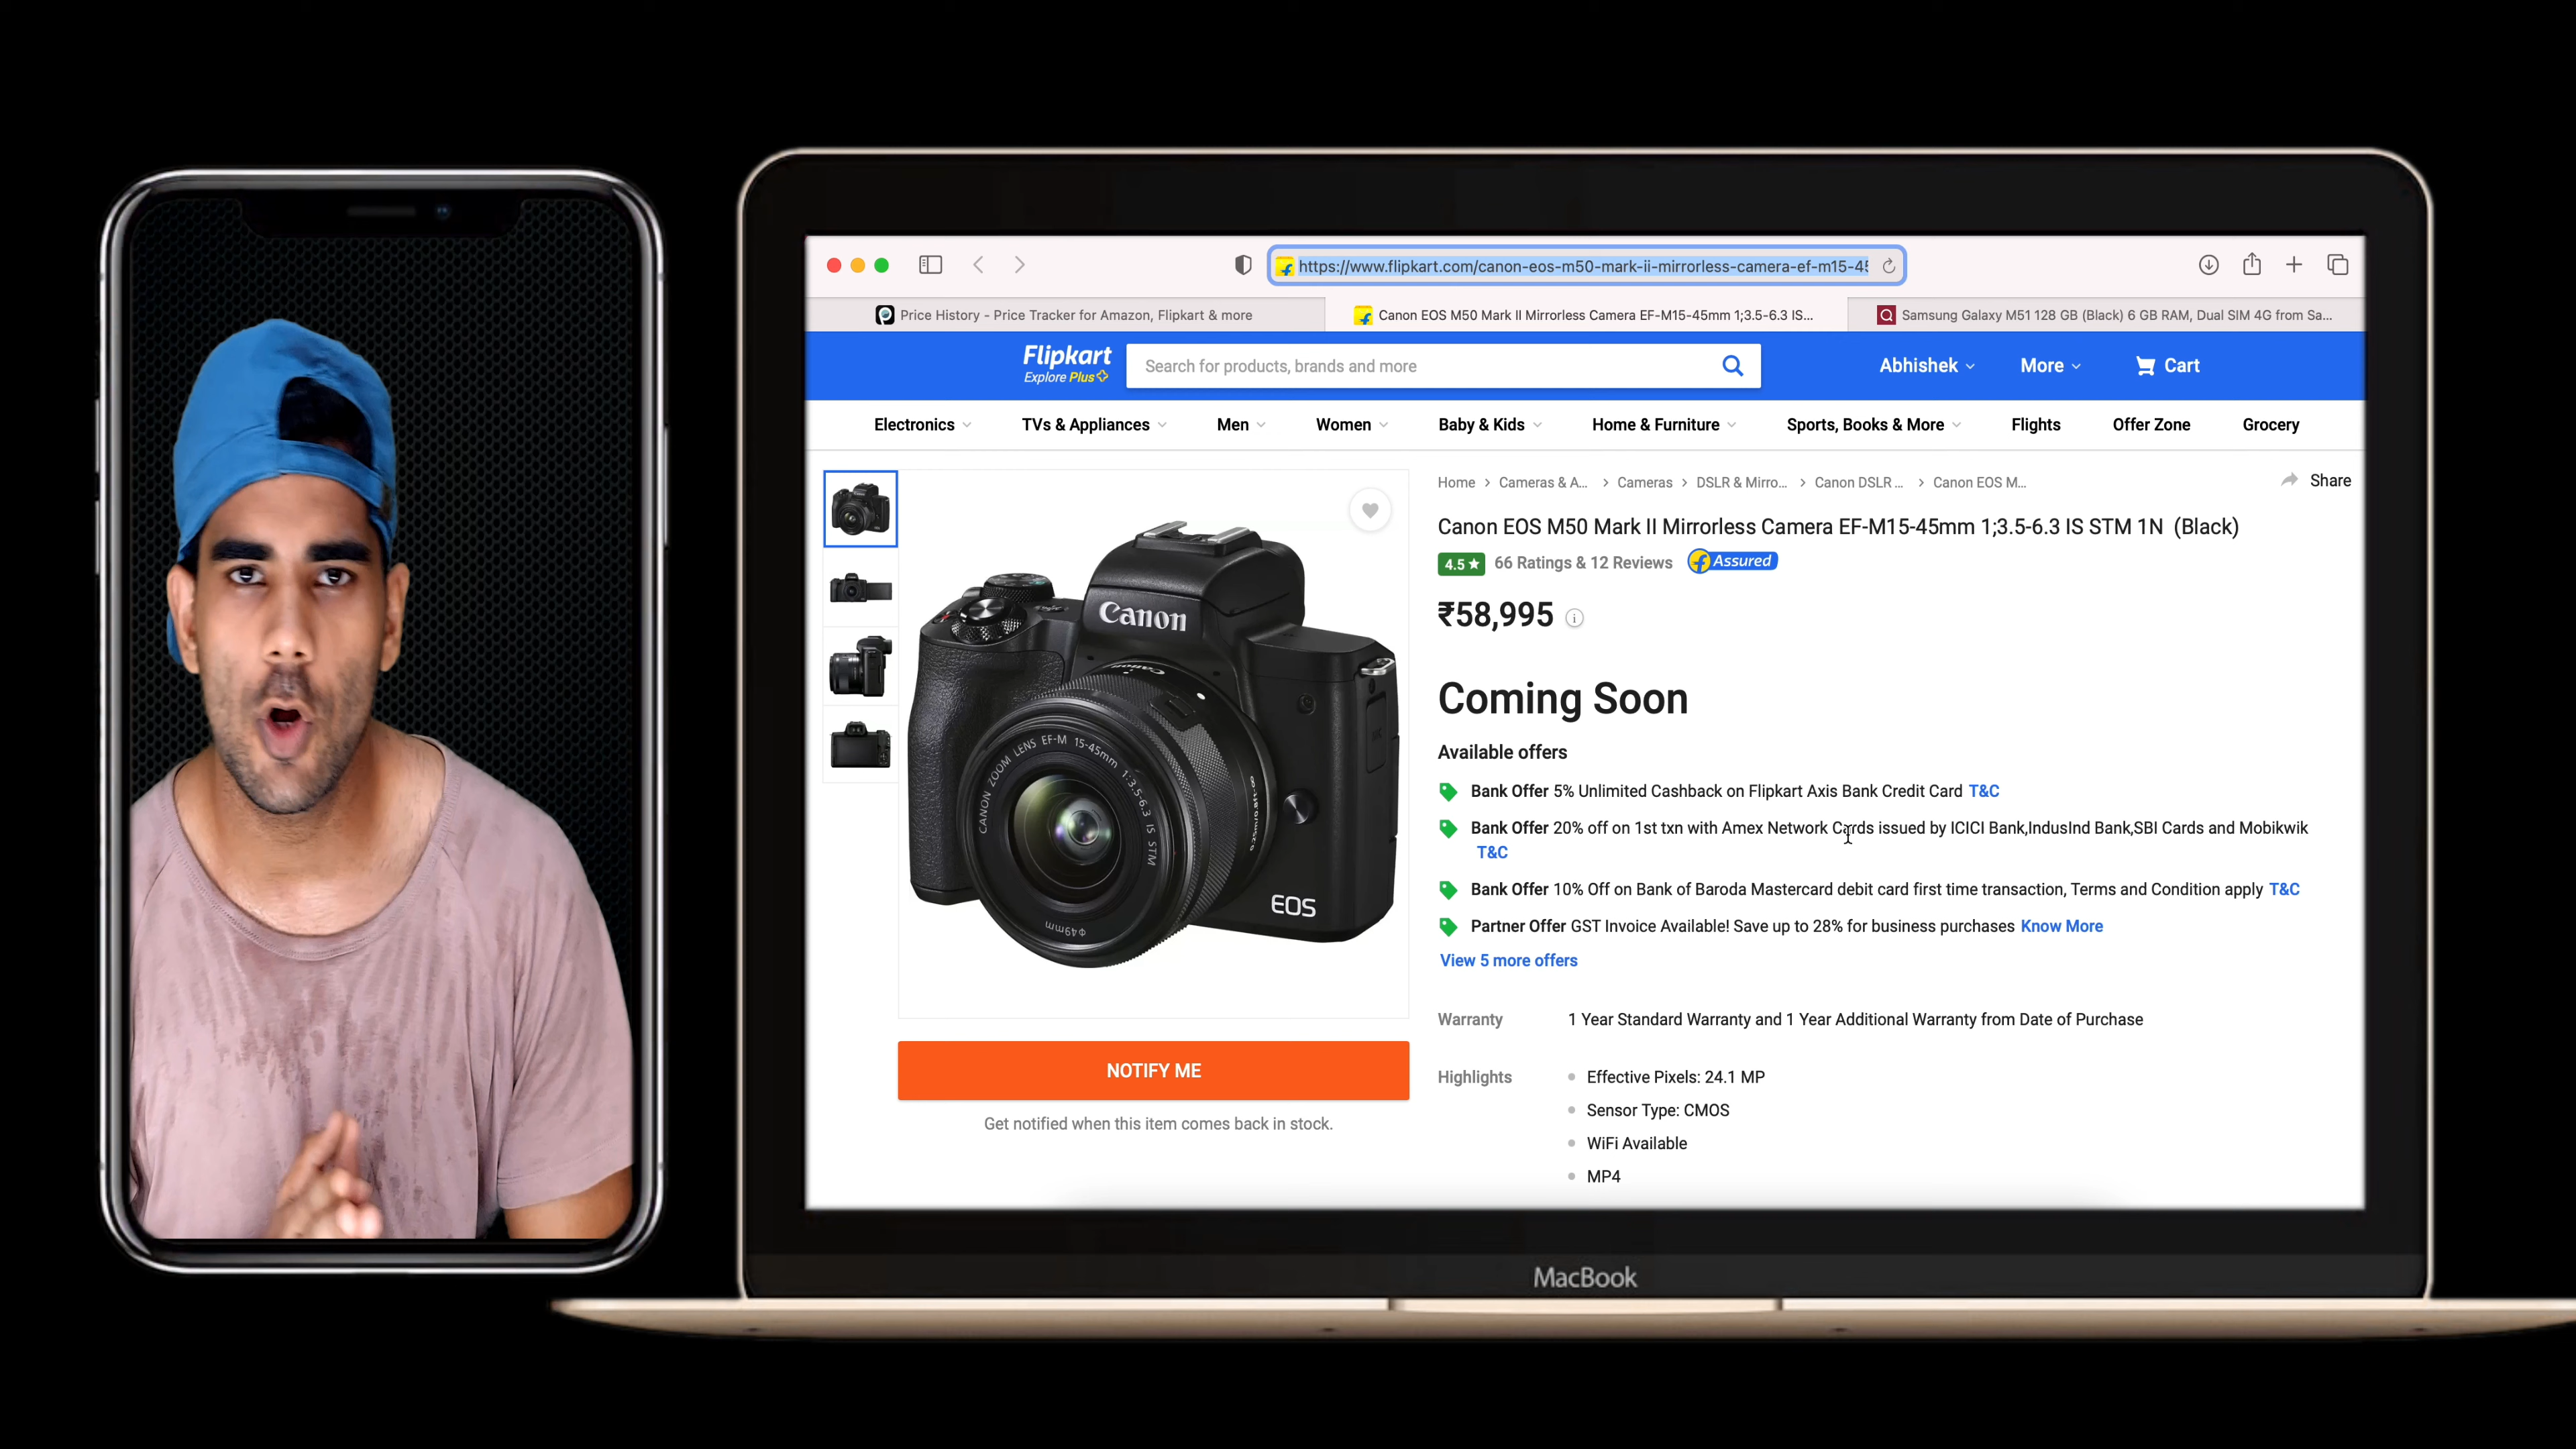 https://www.flipkart.com/canon-eos-m50-mark-ii-mirrorless-camera-ef-m15-45
Price History - Price Tracker for Amazon, Flipkart & more
Canon EOS M50 Mark II Mirrorless Camera EF-M15-45mm 1;3.5-6.3 IS...
Samsung Galaxy M51 128 GB (Black) 6 GB RAM, Dual SIM 4G from Sa...
Flipkart
Explore Plus
Search for products, brands and more
Abhishek
More
Cart
Electronics
TVs & Appliances
Men
Women
Baby & Kids
Home & Furniture
Sports, Books & More
Flights
Offer Zone
Grocery
Home > Cameras & A... > Cameras > DSLR & Mirro... > Canon DSLR ... > Canon EOS M...
Share
Canon EOS M50 Mark II Mirrorless Camera EF-M15-45mm 1;3.5-6.3 IS STM 1N (Black)
4.5★ 66 Ratings & 12 Reviews Assured
₹58,995
Coming Soon
Available offers
Bank Offer 5% Unlimited Cashback on Flipkart Axis Bank Credit Card T&C
Bank Offer 20% off on 1st txn with Amex Network Cards issued by ICICI Bank,IndusInd Bank,SBI Cards and Mobikwik
T&C
Bank Offer 10% Off on Bank of Baroda Mastercard debit card first time transaction, Terms and Condition apply T&C
Partner Offer GST Invoice Available! Save up to 28% for business purchases Know More
View 5 more offers
Warranty
1 Year Standard Warranty and 1 Year Additional Warranty from Date of Purchase
Highlights
Effective Pixels: 24.1 MP
Sensor Type: CMOS
WiFi Available
MP4
Canon
Canon
CANON ZOOM LENS EF-M 15-45mm 1:3.5-6.3 IS STM
Φ49mm
EOS
NOTIFY ME
Get notified when this item comes back in stock.
MacBook